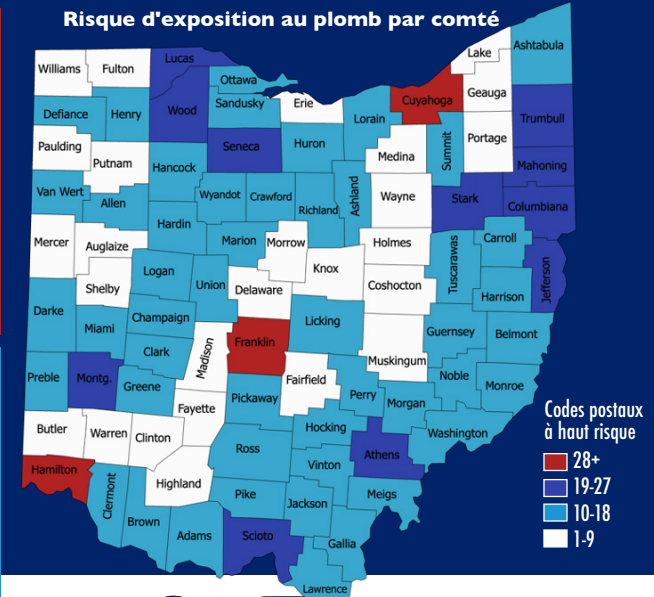 Risque d'exposition au plomb par comté
Williams
Fulton
Lucas
Ottawa
Lake
Ashtabula
Defiance
Henry
Wood
Sandusky
Erie
Lorain
Cuyahoga
Geauga
Trumbull
Paulding
Putnam
Hancock
Seneca
Huron
Medina
Summit
Portage
Mahoning
Van Wert
Allen
Wyandot
Crawford
Richland
Ashland
Wayne
Stark
Columbiana
Mercer
Auglaize
Hardin
Marion
Morrow
Knox
Holmes
Tuscarawas
Carroll
Jefferson
Shelby
Logan
Union
Delaware
Coshocton
Harrison
Darke
Miami
Champaign
Clark
Madison
Franklin
Licking
Muskingum
Guernsey
Belmont
Preble
Montg.
Greene
Fayette
Pickaway
Fairfield
Perry
Morgan
Noble
Monroe
Butler
Warren
Clinton
Ross
Hocking
Athens
Washington
Hamilton
Clermont
Highland
Vinton
Meigs
Brown
Adams
Pike
Scioto
Jackson
Gallia
Lawrence
Codes postaux
à haut risque
28+
19-27
10-18
1-9